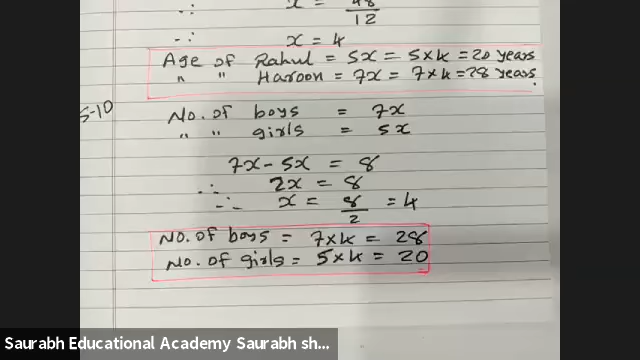 ∴ x = 48/12
∴ x = 4
Age of Rahul = 5x = 5×4 = 20 years
" " Haroon = 7x = 7×4 = 28 years.
S-10
No. of boys = 7x
" " girls = 5x
7x - 5x = 8
∴ 2x = 8
∴ x = 8/2 = 4
No. of boys = 7×4 = 28
No. of girls = 5×4 = 20
Saurabh Educational Academy Saurabh sh...